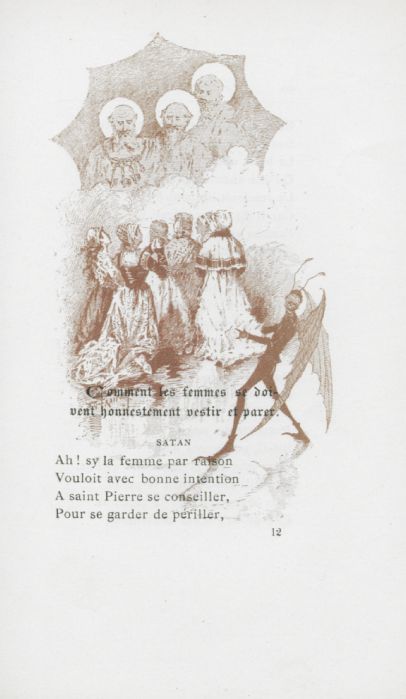 Comment les femmes se doi-
vent honnestement vestir et parer.
SATAN
Ah ! sy la femme par raison
Vouloit avec bonne intention
A saint Pierre se conseiller,
Pour se garder de periller,
12